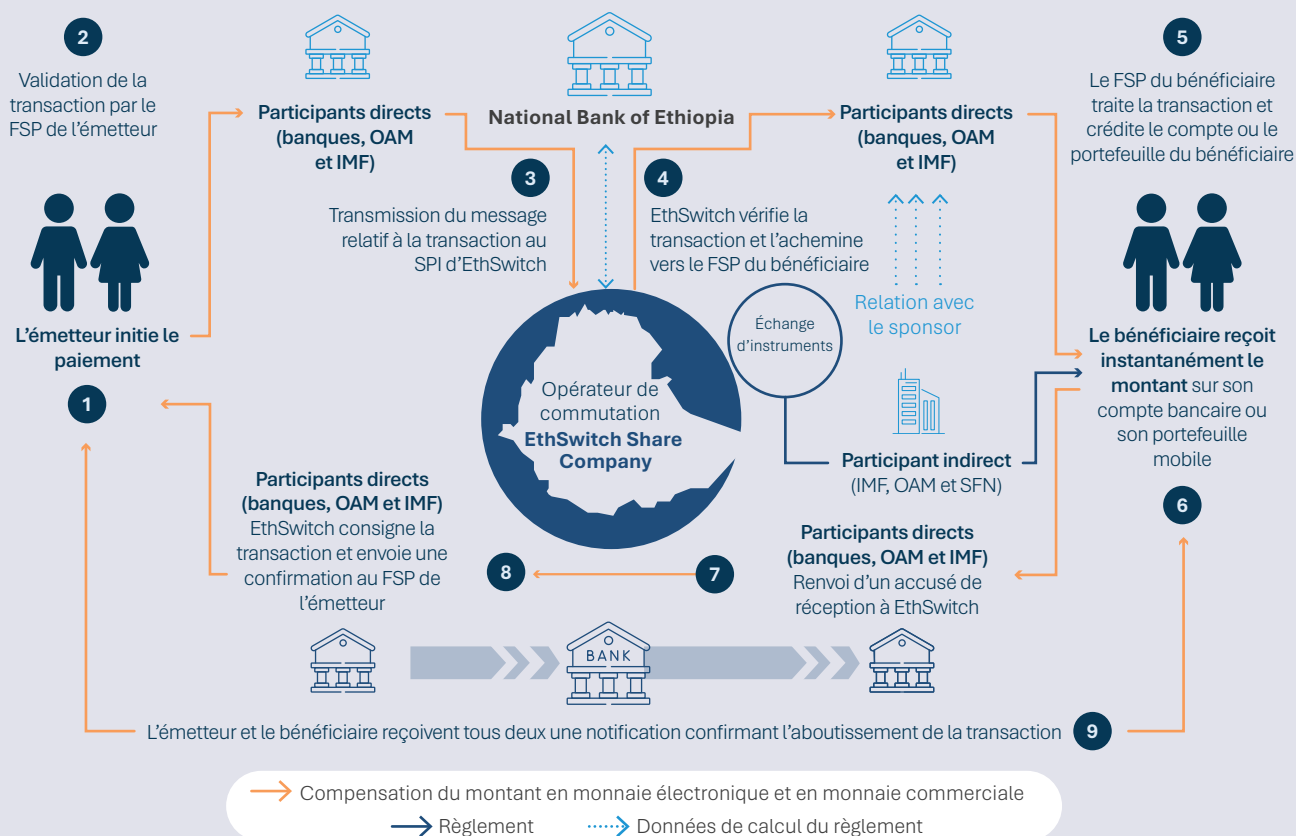 2
Validation de la
transaction par le
FSP de l'émetteur
Participants directs
(banques, OAM
et IMF)
National Bank of Ethiopia
Participants directs
(banques, OAM
et IMF)
5
Le FSP du bénéficiaire
traite la transaction et
crédite le compte ou le
portefeuille du bénéficiaire
3
Transmission du message
relatif à la transaction au
SPI d'EthSwitch
4
EthSwitch vérifie la
transaction et l'achemine
vers le FSP du bénéficiaire
L'émetteur initie le
paiement
1
Échange
d'instruments
Relation avec
le sponsor
Le bénéficiaire reçoit
instantanément le
montant sur son
compte bancaire ou
son portefeuille
mobile
6
Opérateur de
commutation
EthSwitch Share
Company
Participant indirect
(IMF, OAM et SFN)
Participants directs
(banques, OAM et IMF)
EthSwitch consigne la
transaction et envoie une
confirmation au FSP de
l'émetteur
8
7
Participants directs
(banques, OAM et IMF)
Renvoi d'un accusé de
réception à EthSwitch
BANK
L'émetteur et le bénéficiaire reçoivent tous deux une notification confirmant l'aboutissement de la transaction 9
Compensation du montant en monnaie électronique et en monnaie commerciale
Règlement Données de calcul du règlement